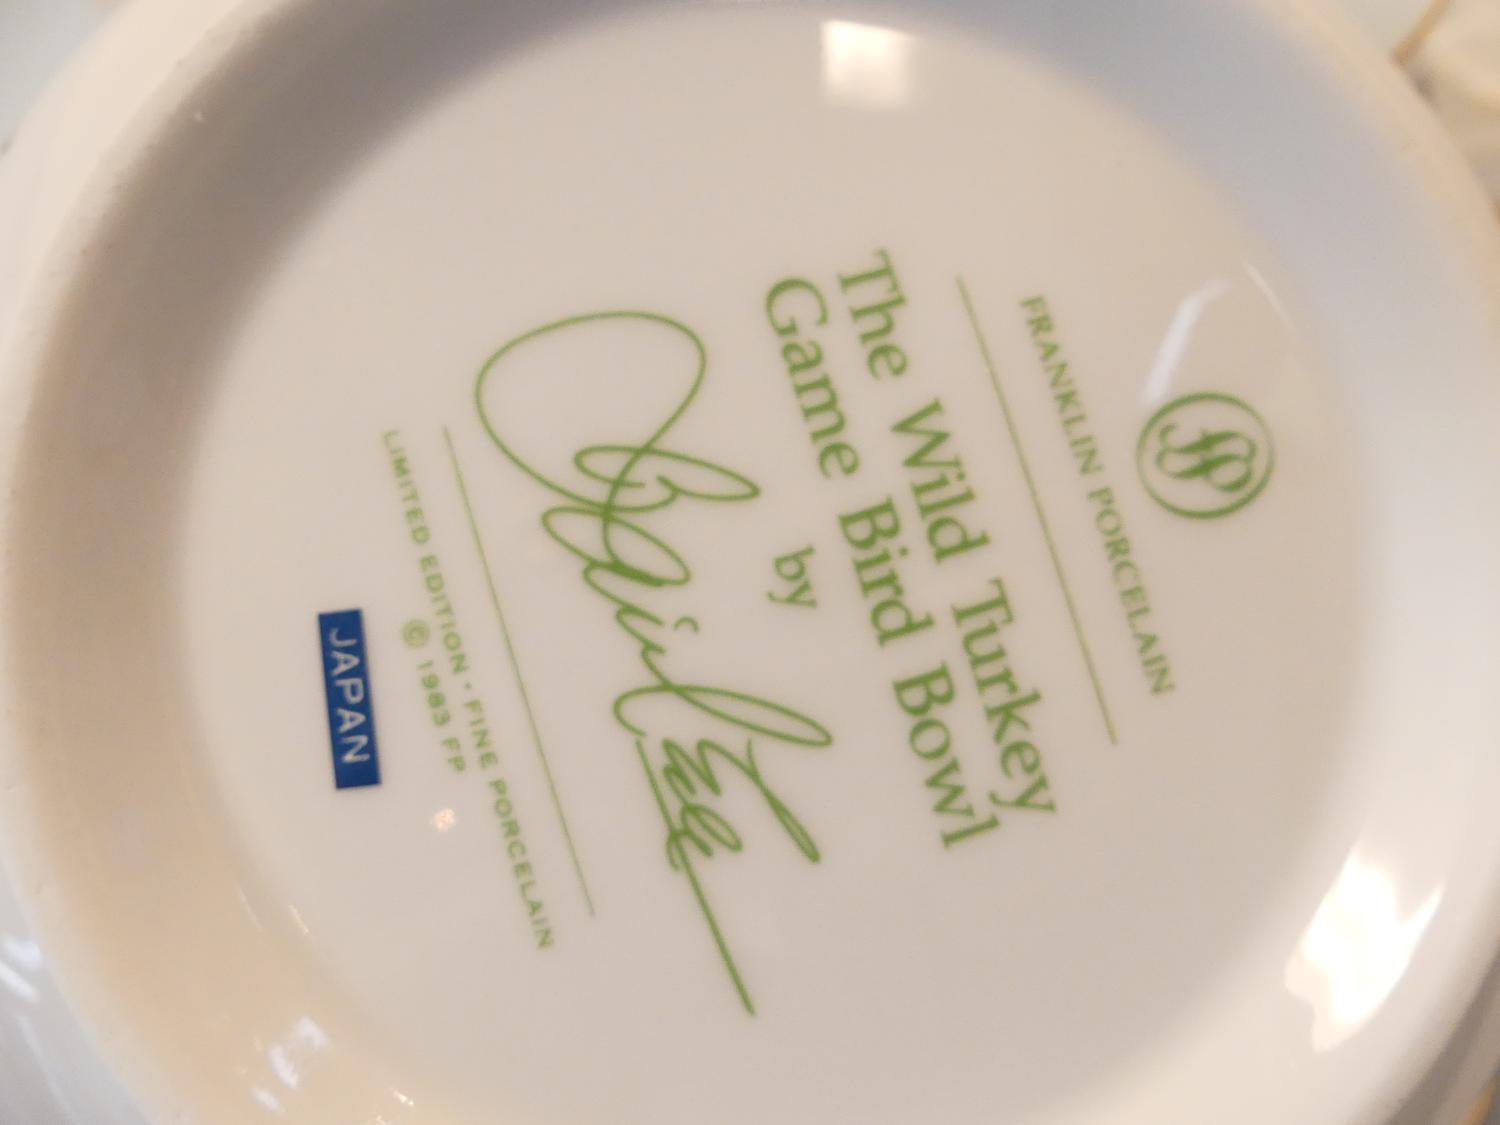 FP
FRANKLIN PORCELAIN
The Wild Turkey
Game Bird Bowl
by
LIMITED EDITION · FINE PORCELAIN
© 1983 FP
JAPAN